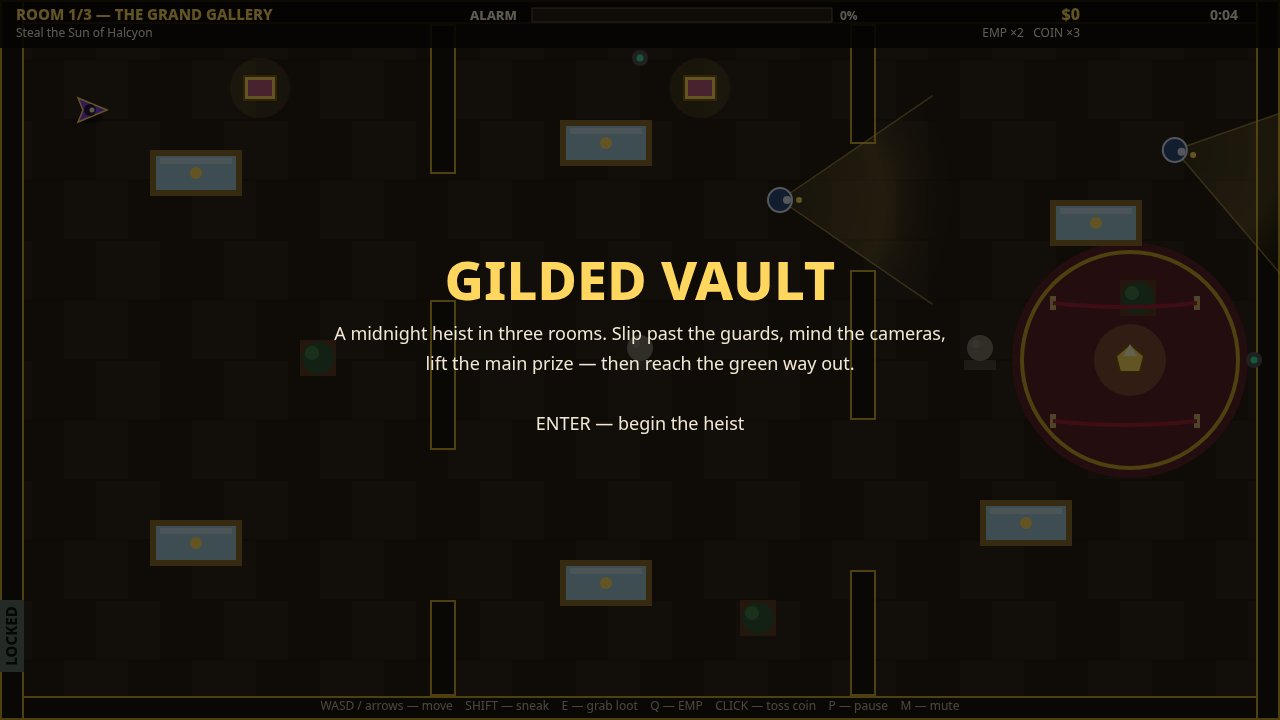 ROOM 1/3 — THE GRAND GALLERY
Steal the Sun of Halcyon
ALARM
0%
$0
EMP ×2 COIN ×3
0:04
GILDED VAULT
A midnight heist in three rooms. Slip past the guards, mind the cameras,
lift the main prize — then reach the green way out.
ENTER — begin the heist
LOCKED
WASD / arrows — move SHIFT — sneak E — grab loot Q — EMP CLICK — toss coin P — pause M — mute